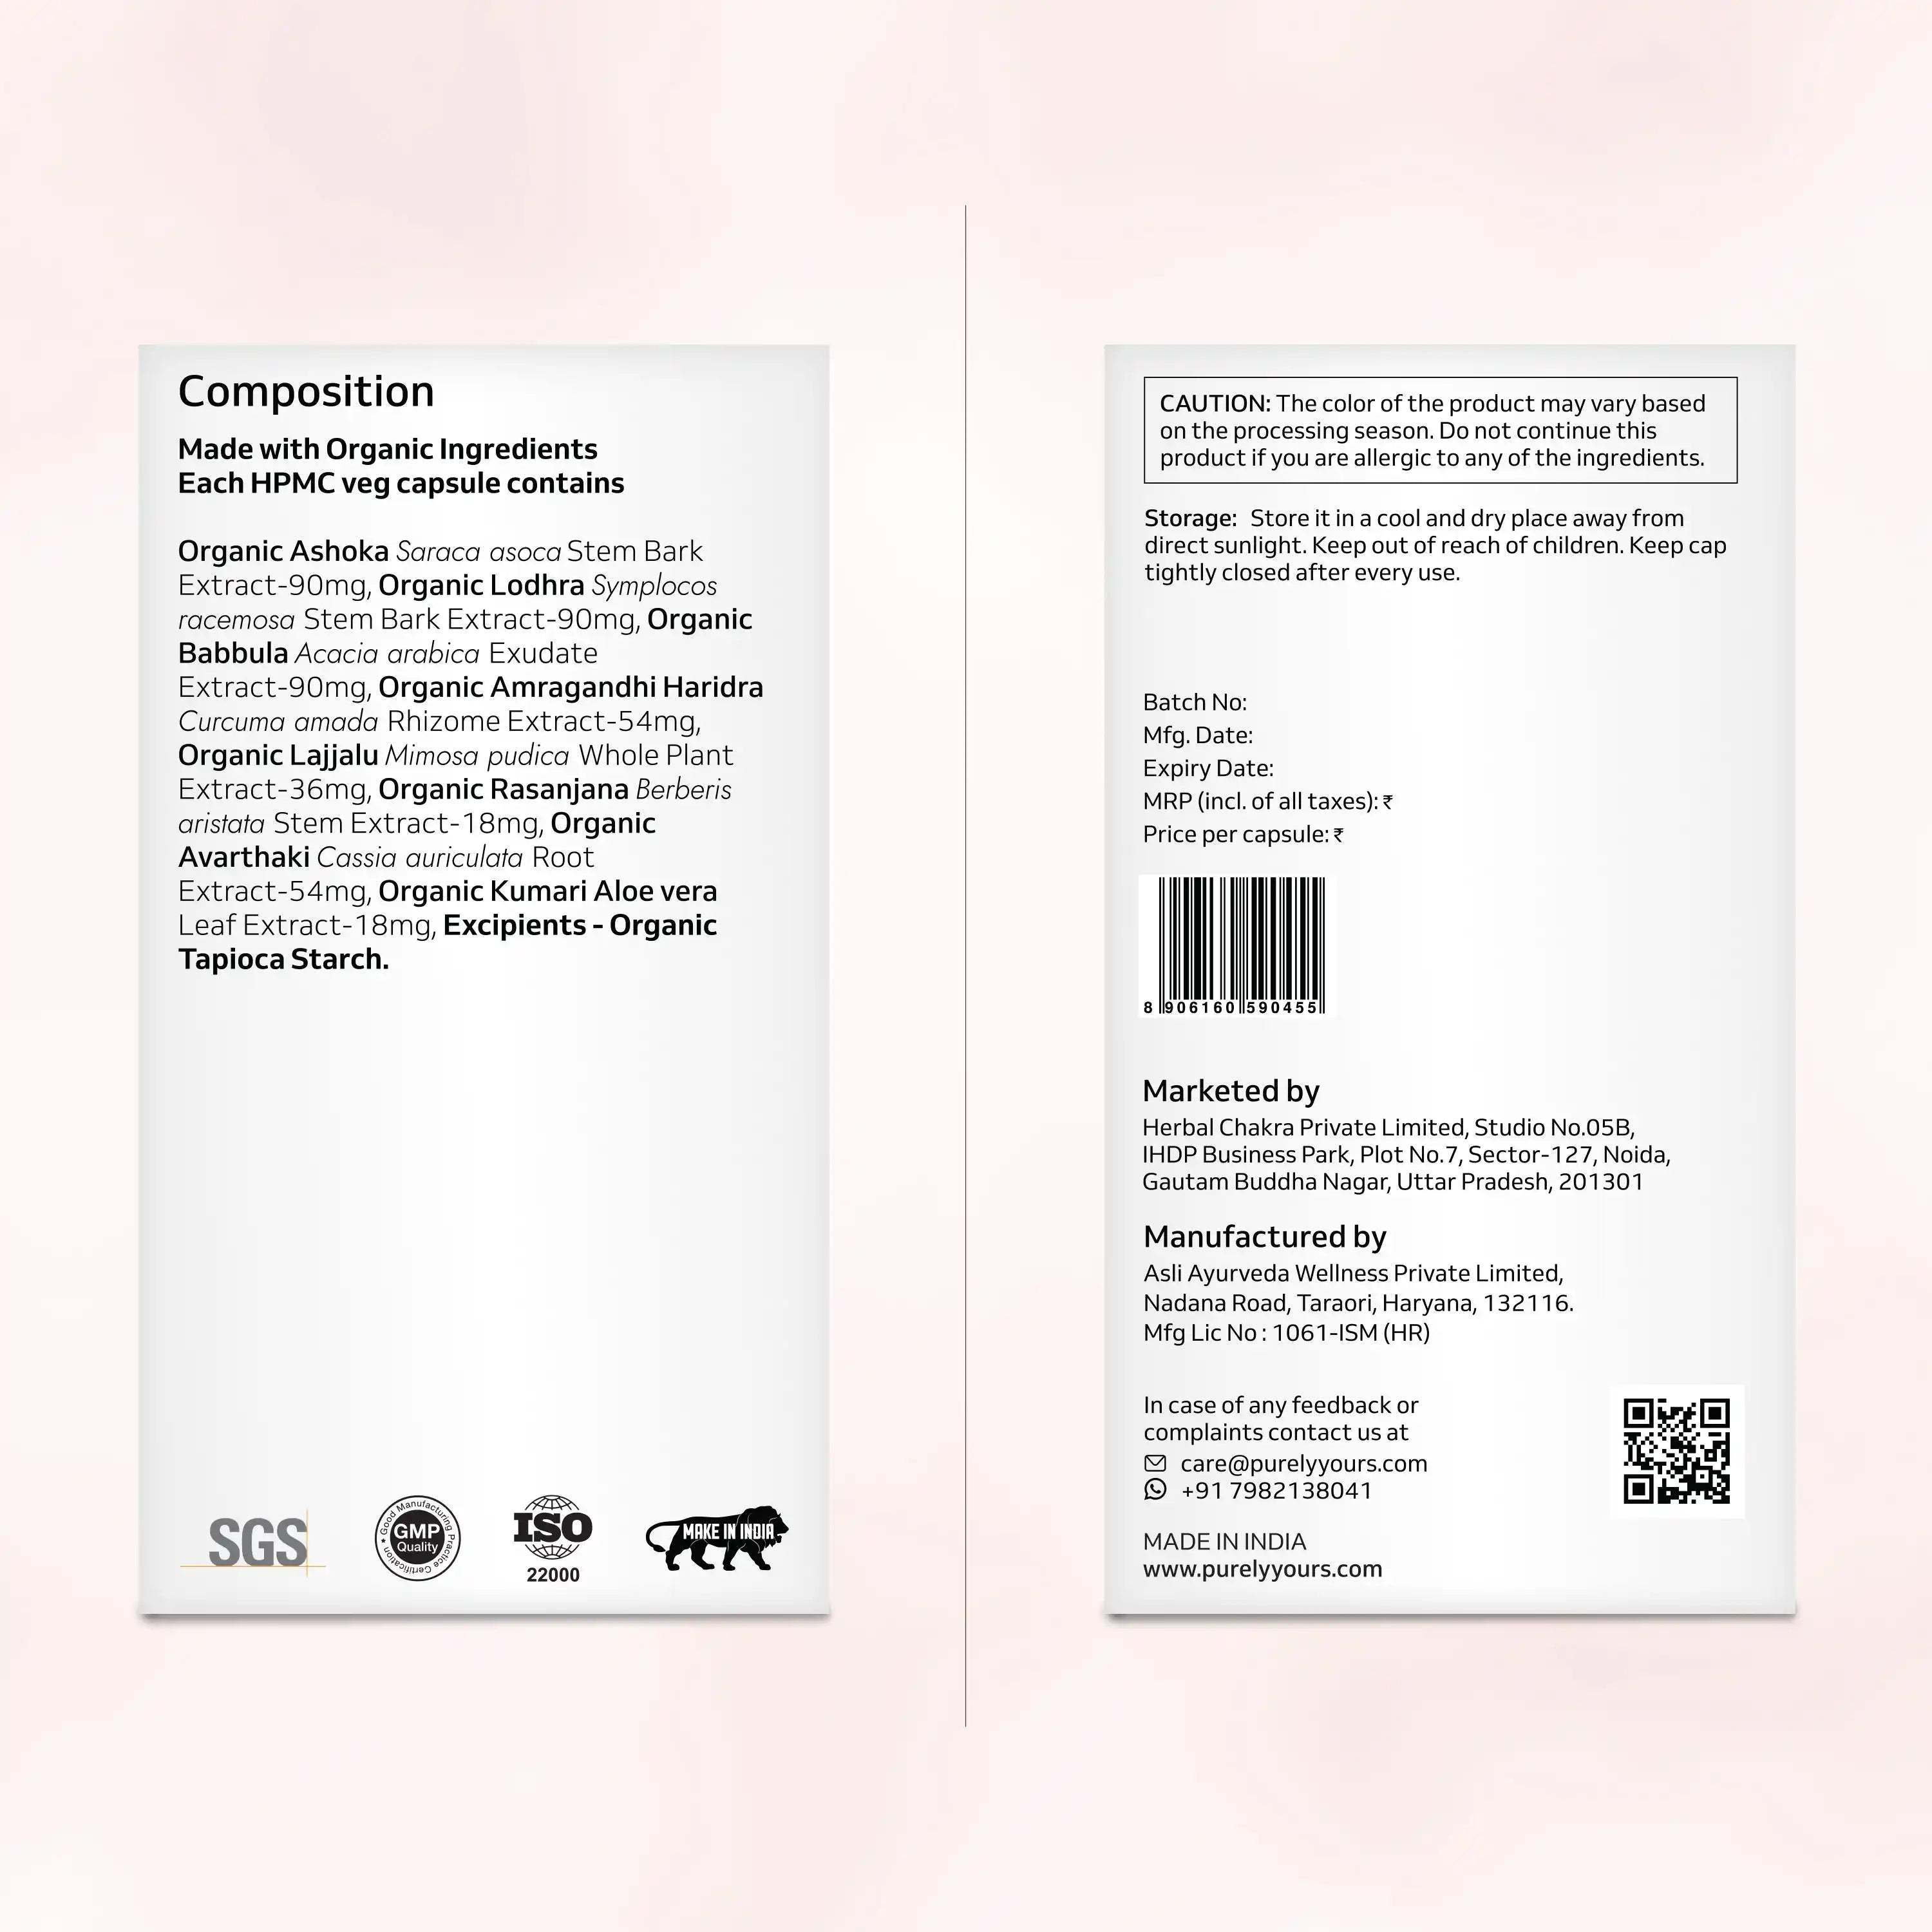 Composition
Made with Organic Ingredients
Each HPMC veg capsule contains
Organic Ashoka Saraca asoca Stem Bark
Extract-90mg, Organic Lodhra Symplocos
racemosa Stem Bark Extract-90mg, Organic
Babbula Acacia arabica Exudate
Extract-90mg, Organic Amragandhi Haridra
Curcuma amada Rhizome Extract-54mg,
Organic Lajjalu Mimosa pudica Whole Plant
Extract-36mg, Organic Rasanjana Berberis
aristata Stem Extract-18mg, Organic
Avarthaki Cassia auriculata Root
Extract-54mg, Organic Kumari Aloe vera
Leaf Extract-18mg, Excipients - Organic
Tapioca Starch.
SGS
Good Manufacturing Practice Certification
GMP
Quality
ISO
22000
MAKE IN INDIA
CAUTION: The color of the product may vary based
on the processing season. Do not continue this
product if you are allergic to any of the ingredients.
Storage: Store it in a cool and dry place away from
direct sunlight. Keep out of reach of children. Keep cap
tightly closed after every use.
Batch No:
Mfg. Date:
Expiry Date:
MRP (incl. of all taxes): ₹
Price per capsule: ₹
8 906160 590455
Marketed by
Herbal Chakra Private Limited, Studio No.05B,
IHDP Business Park, Plot No.7, Sector-127, Noida,
Gautam Buddha Nagar, Uttar Pradesh, 201301
Manufactured by
Asli Ayurveda Wellness Private Limited,
Nadana Road, Taraori, Haryana, 132116.
Mfg Lic No : 1061-ISM (HR)
In case of any feedback or
complaints contact us at
care@purelyyours.com
+91 7982138041
MADE IN INDIA
www.purelyyours.com